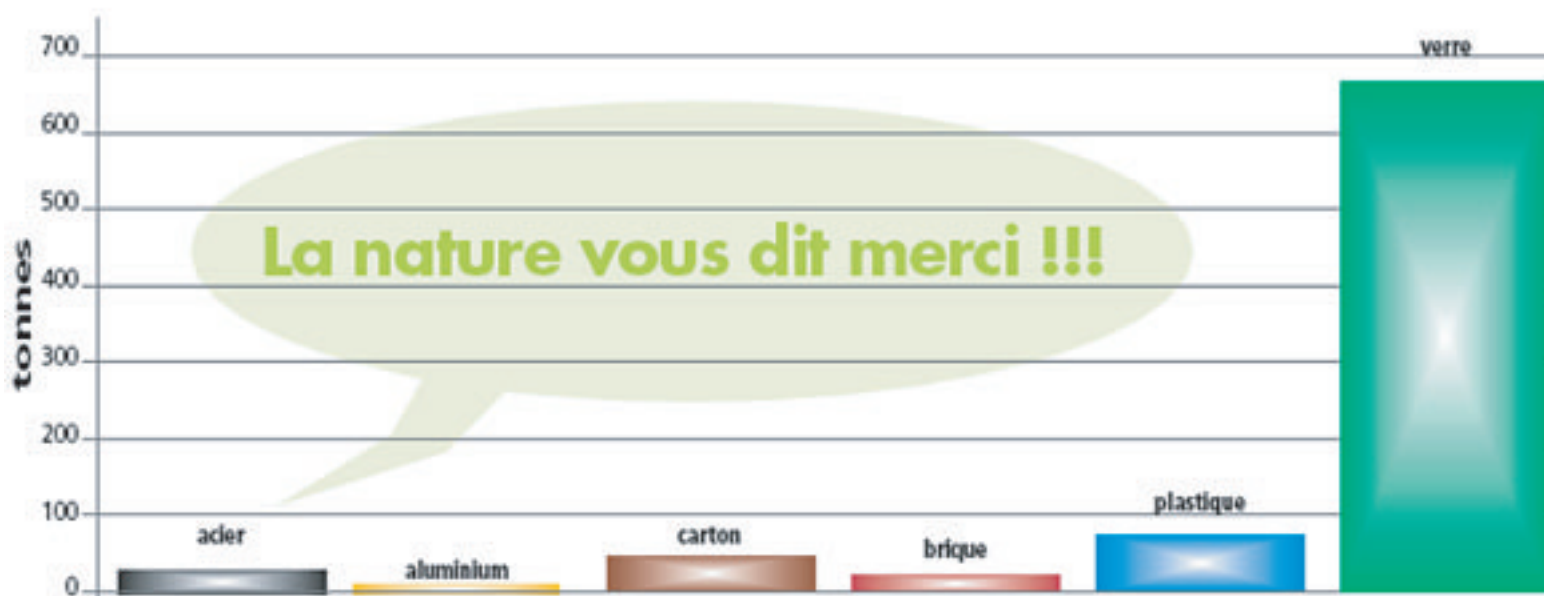 tonnes
700
600
500
400
300
200
100
0
La nature vous dit merci !!!
acier
aluminium
carton
brique
plastique
verre